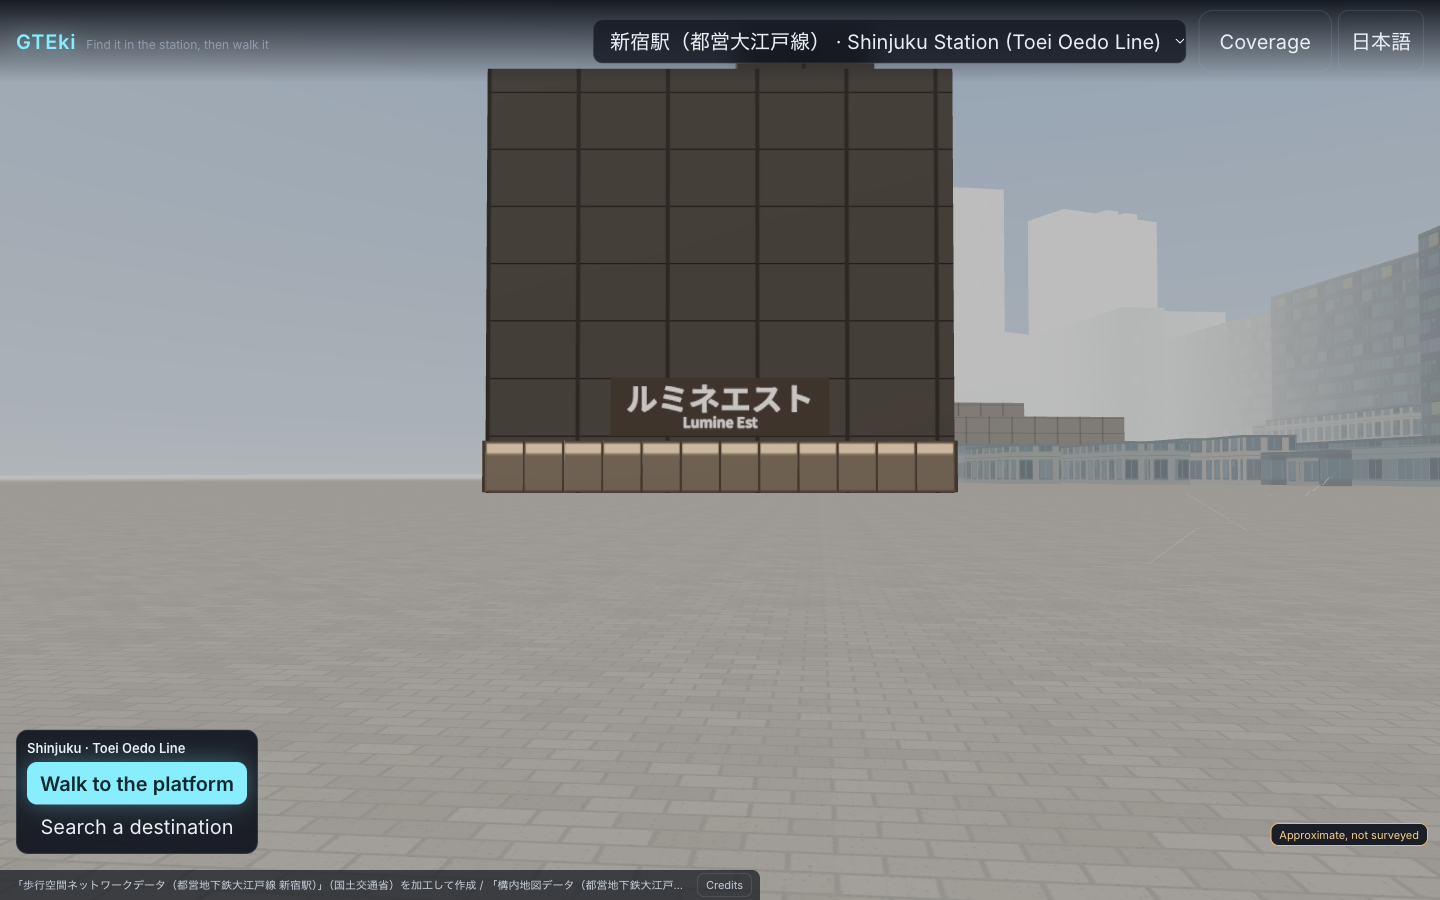 GTEki Find it in the station, then walk it
新宿駅（都営大江戸線） · Shinjuku Station (Toei Oedo Line)
Coverage
日本語
ルミネエスト
Lumine Est
Shinjuku · Toei Oedo Line
Walk to the platform
Search a destination
Approximate, not surveyed
「歩行空間ネットワークデータ（都営地下鉄大江戸線 新宿駅）」（国土交通省）を加工して作成 / 「構内地図データ（都営地下鉄大江戸...
Credits